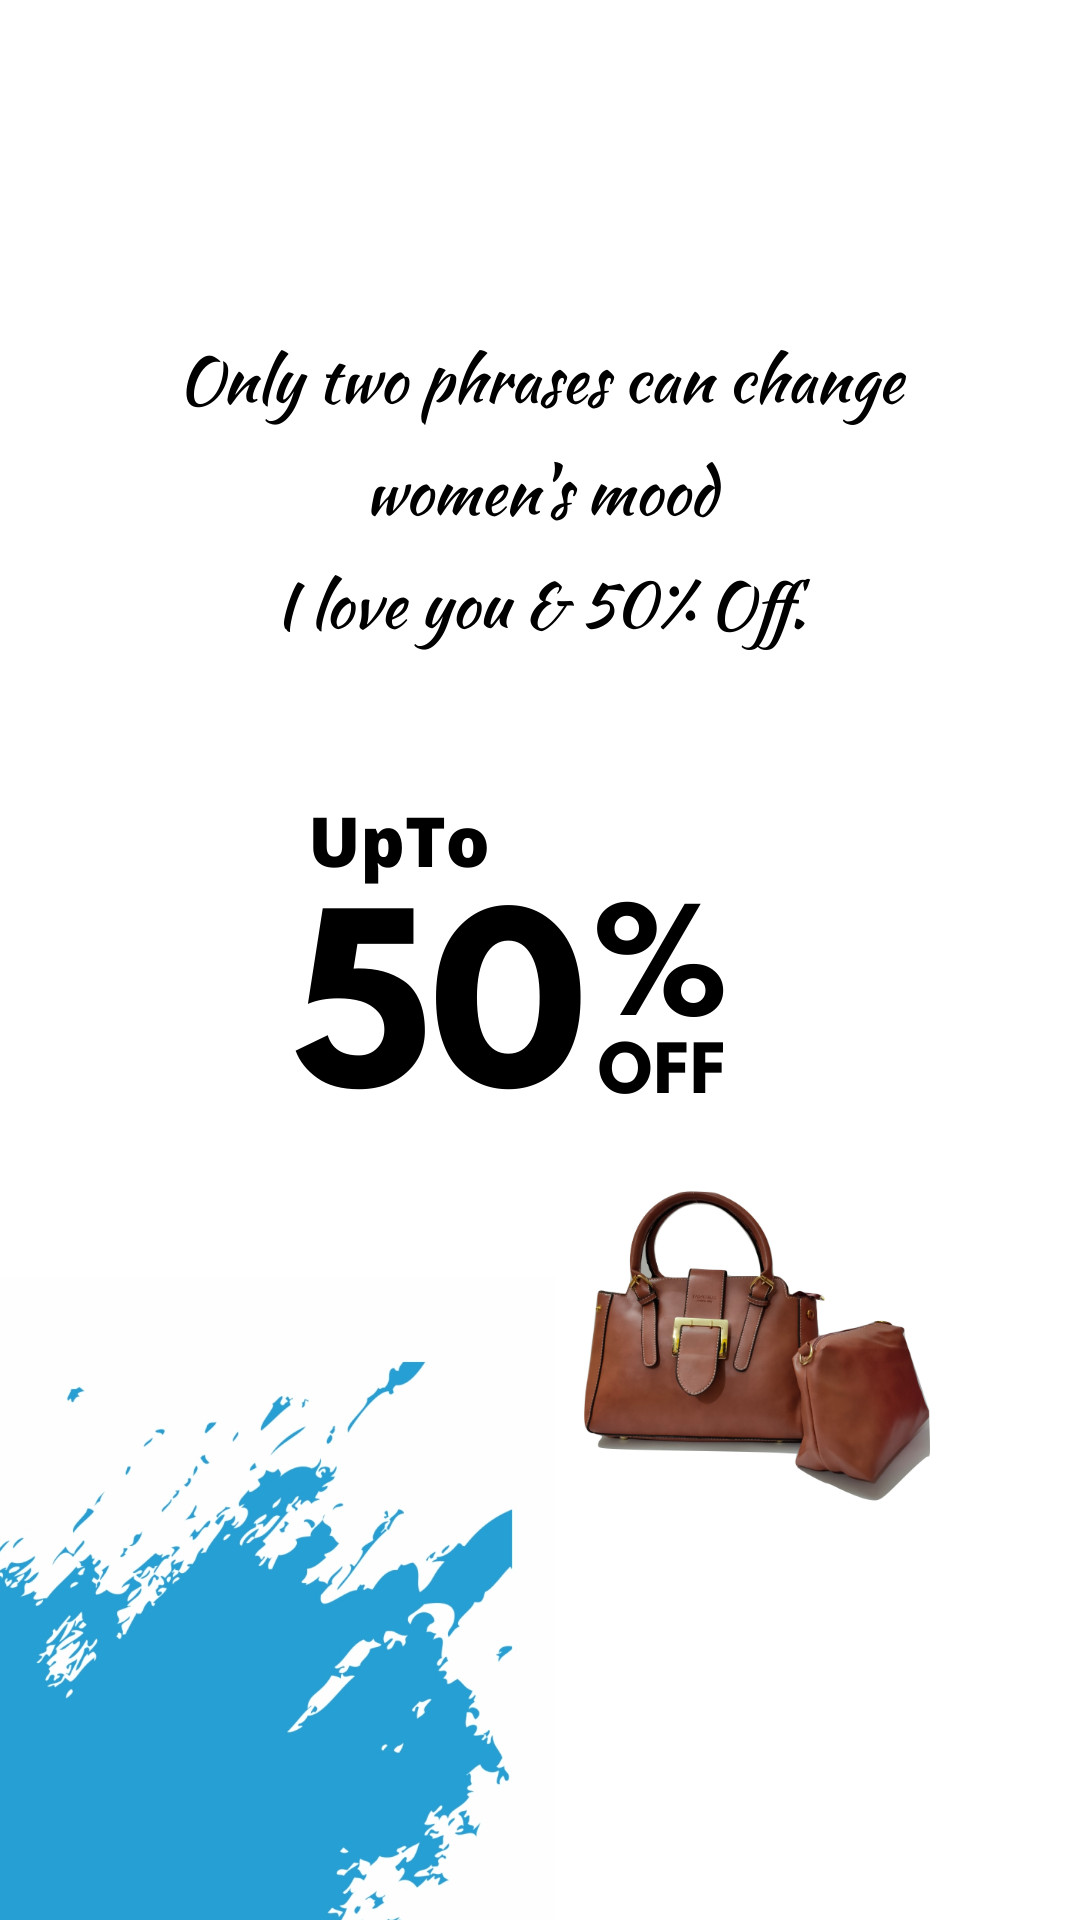 Only two phrases can change
women's mood
I love you & 50% Off.
UpTo
50%
OFF